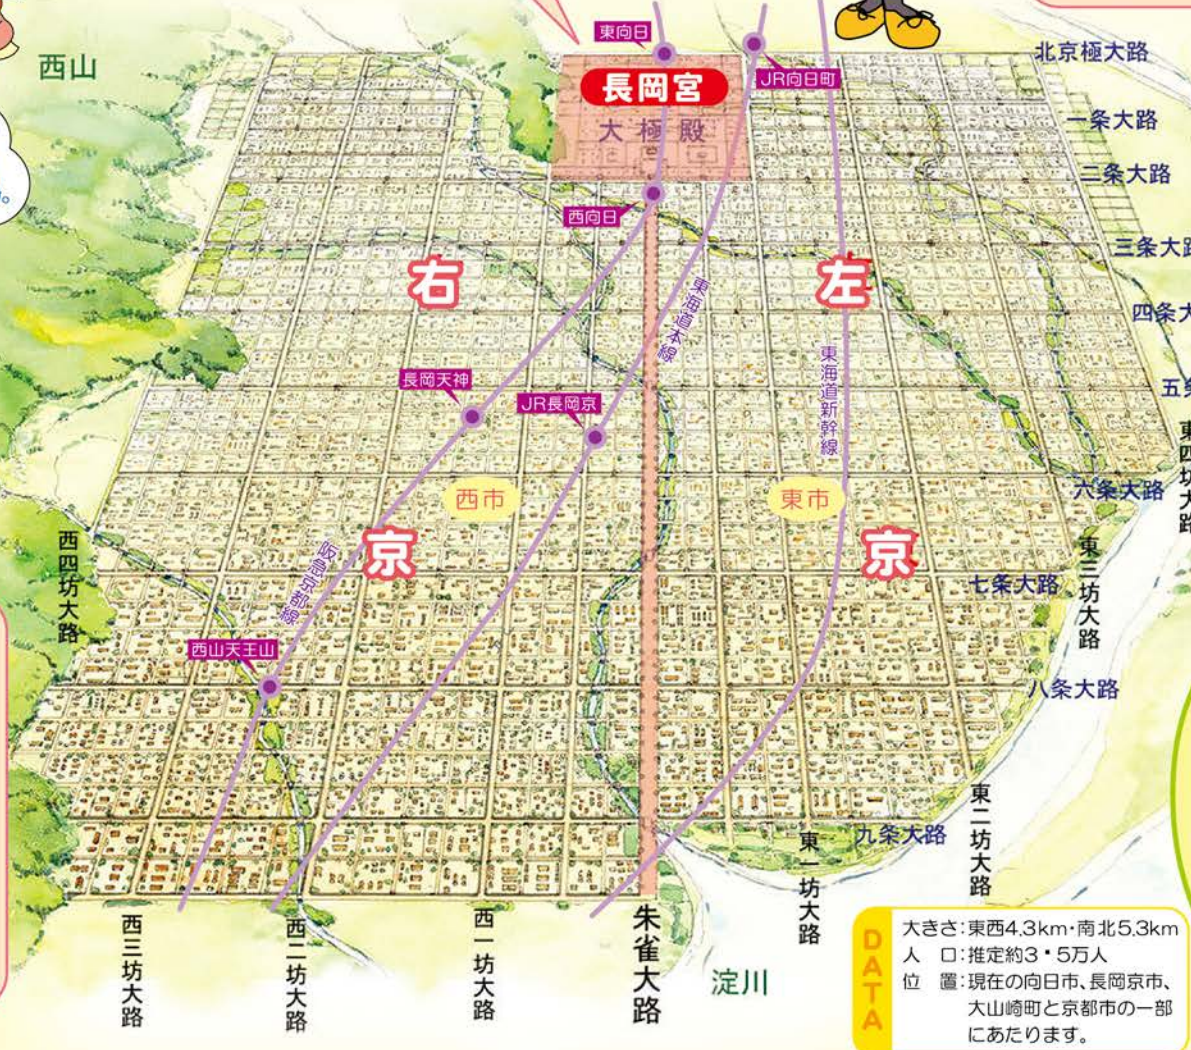 東向日
西山
北京極大路
JR向日町
長岡宮
大極殿
一条大路
二条大路
西向日
三条大路
右
左
東海道本線
四条大
東海道新幹線
長岡天神
JR長岡京
五条
東四坊大路
西市
東市
六条大路
西四坊大路
京
京
東三坊大路
阪急京都線
七条大路
西山天王山
八条大路
東二坊大路
九条大路
東一坊大路
西三坊大路
西二坊大路
西一坊大路
朱雀大路
淀川
DATA
大きさ:東西4.3km・南北5.3km
人 口:推定約3・5万人
位 置:現在の向日市、長岡京市、
大山崎町と京都市の一部
にあたります。